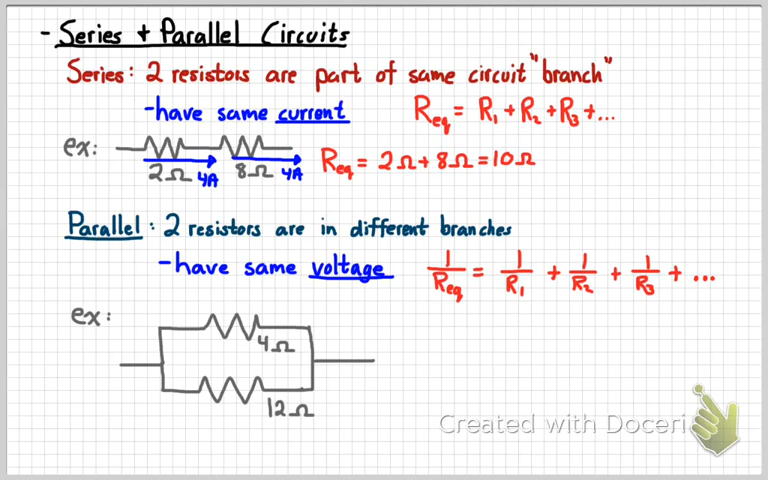 - Series + Parallel Circuits
Series: 2 resistors are part of same circuit "branch"
-have same current
Req = R1 + R2 + R3 + ...
ex:
2Ω 4A 8Ω 4A
Req = 2Ω + 8Ω = 10Ω
Parallel: 2 resistors are in different branches
-have same voltage
1/Req = 1/R1 + 1/R2 + 1/R3 + ...
ex:
4Ω
12Ω
Created with Doceri